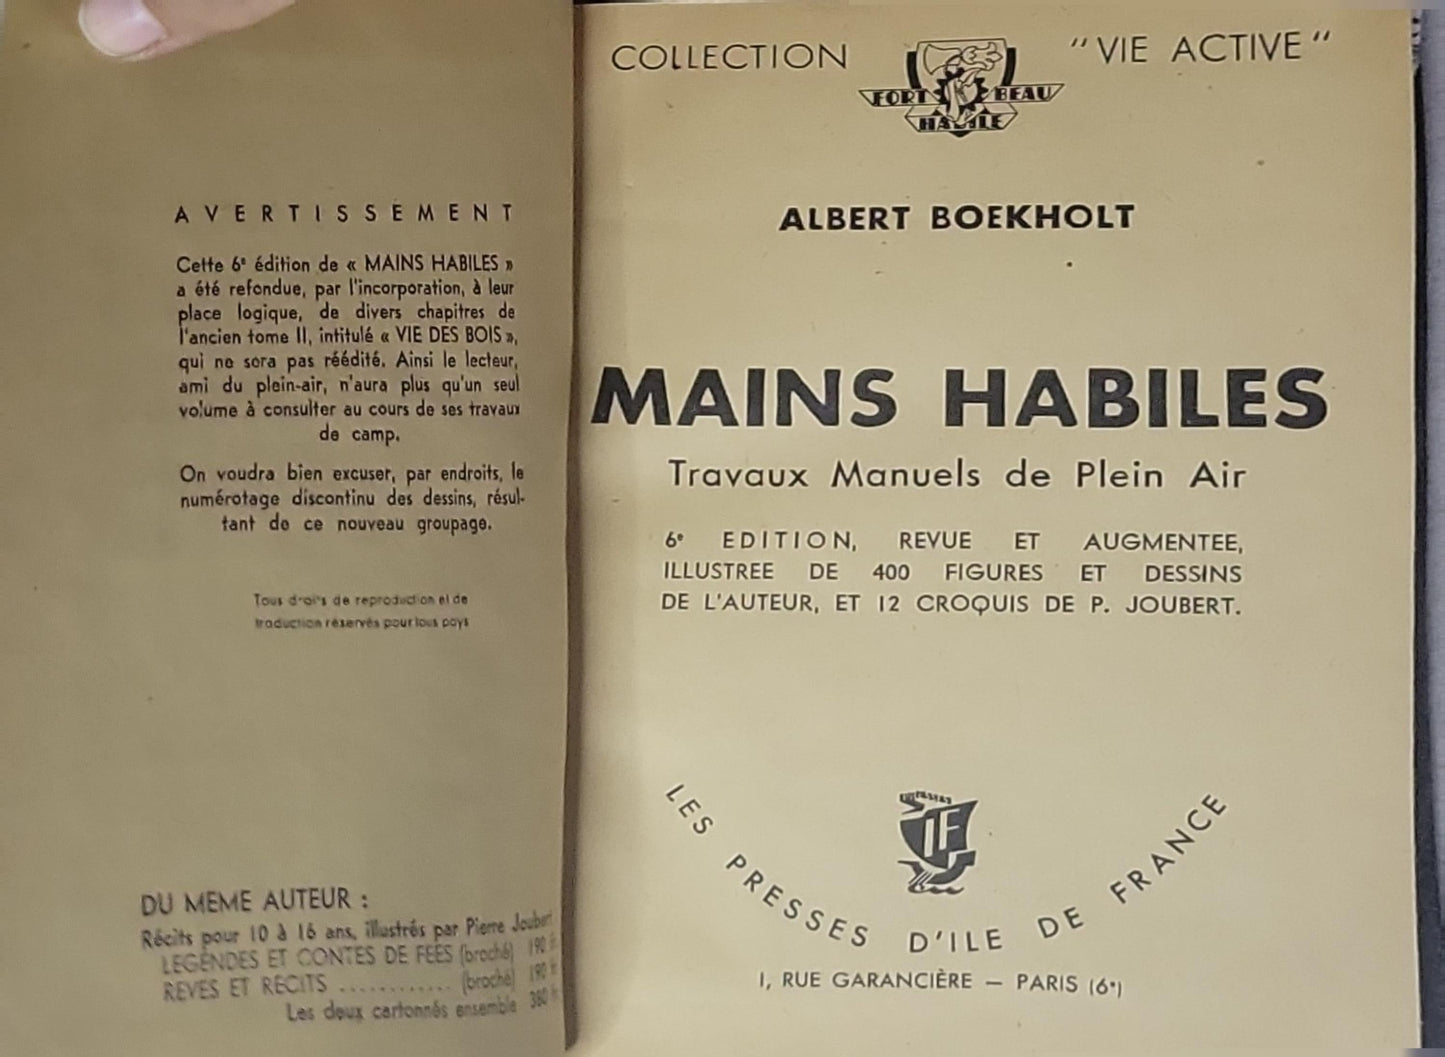 AVERTISSEMENT
Cette 6e édition de « MAINS HABILES »
a été refondue, par l'incorporation, à leur
place logique, de divers chapitres de
l'ancien tome II, intitulé « VIE DES BOIS »,
qui ne sera pas réédité. Ainsi le lecteur,
ami du plein-air, n'aura plus qu'un seul
volume à consulter au cours de ses travaux
de camp.
On voudra bien excuser, par endroits, le
numérotage discontinu des dessins, résul-
tant de ce nouveau groupage.
Tous droits de reproduction et de
traduction réservés pour tous pays
DU MEME AUTEUR :
Récits pour 10 à 16 ans, illustrés par Pierre Joubert
LEGENDES ET CONTES DE FEES (broché) 190
REVES ET RECITS ............ (broché) 190
Les deux cartonnés ensemble 380
COLLECTION "VIE ACTIVE"
FORT BEAU
HABILE
ALBERT BOEKHOLT
MAINS HABILES
Travaux Manuels de Plein Air
6e EDITION, REVUE ET AUGMENTEE,
ILLUSTREE DE 400 FIGURES ET DESSINS
DE L'AUTEUR, ET 12 CROQUIS DE P. JOUBERT.
LES PRESSES D'ILE DE FRANCE
1, RUE GARANCIÈRE — PARIS (6e)